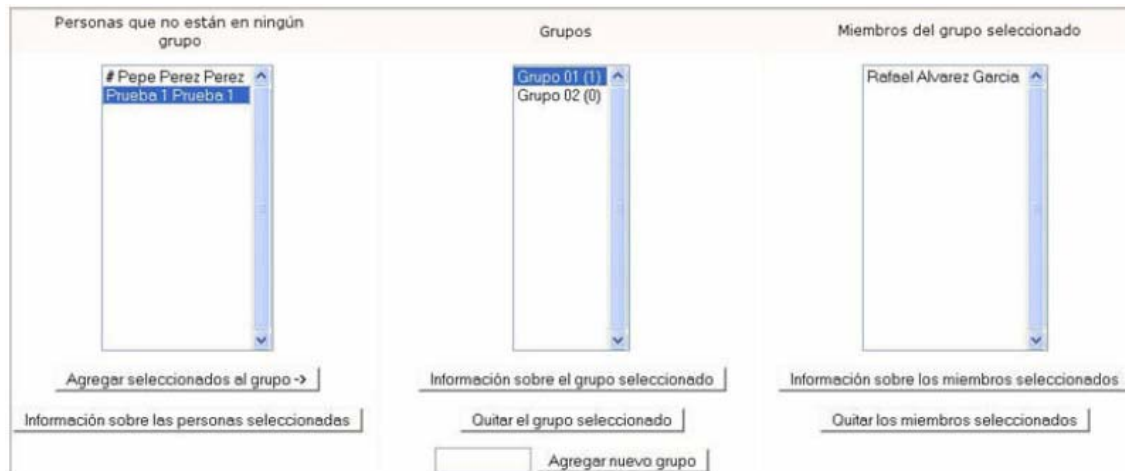 Personas que no están en ningún
grupo
# Pepe Perez Perez
Prueba 1 Prueba 1
Agregar seleccionados al grupo ->
Información sobre las personas seleccionadas
Grupos
Grupo 01 (1)
Grupo 02 (0)
Información sobre el grupo seleccionado
Quitar el grupo seleccionado
Agregar nuevo grupo
Miembros del grupo seleccionado
Rafael Alvarez Garcia
Información sobre los miembros seleccionados
Quitar los miembros seleccionados